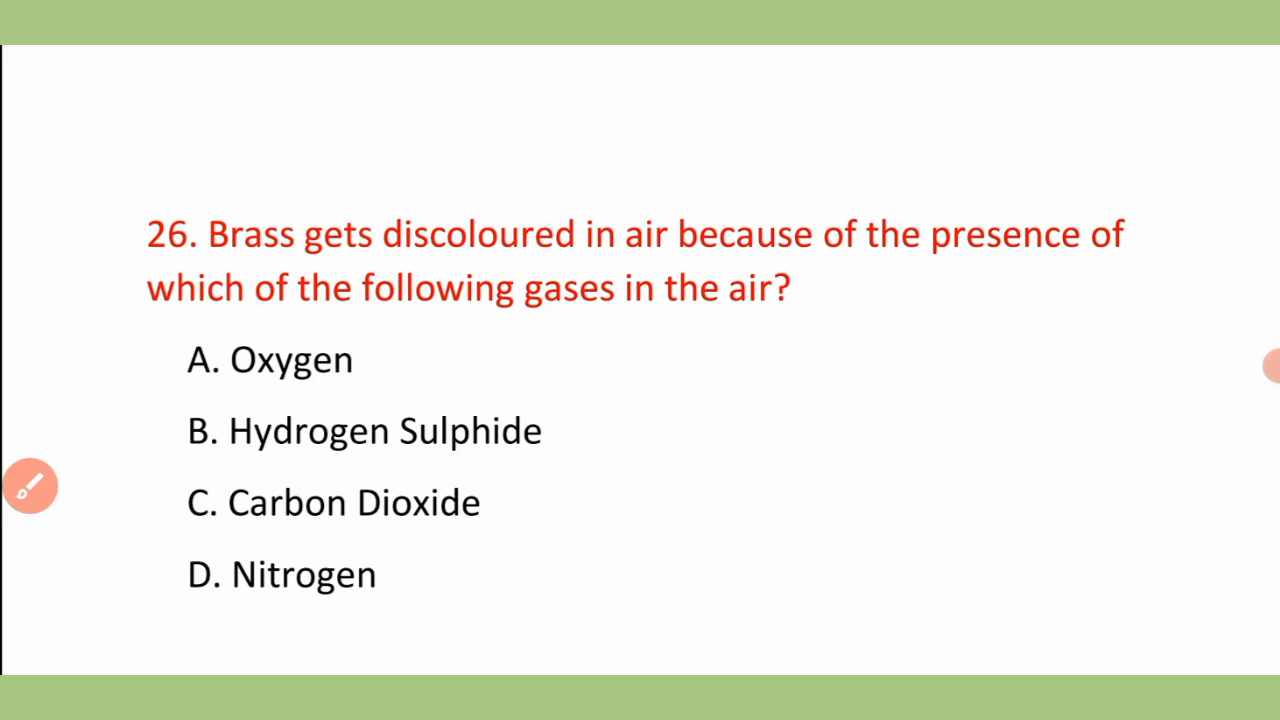 26. Brass gets discoloured in air because of the presence of
which of the following gases in the air?
A. Oxygen
B. Hydrogen Sulphide
C. Carbon Dioxide
D. Nitrogen